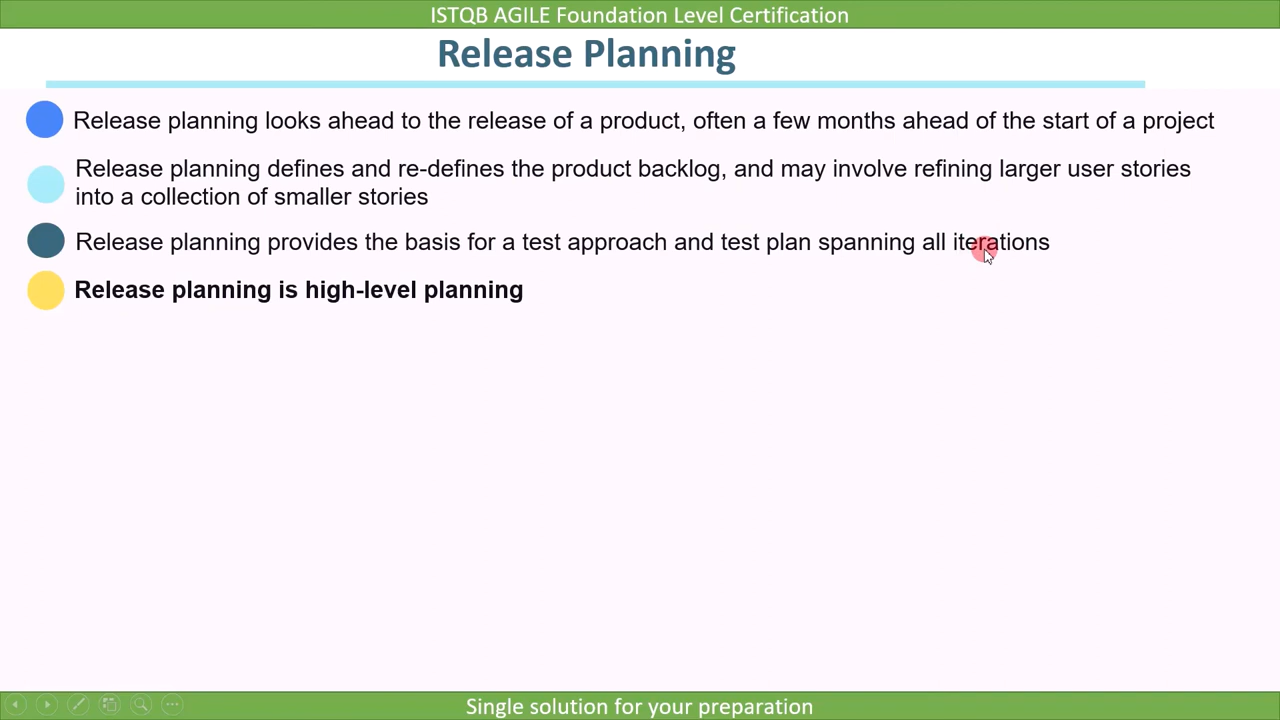 ISTQB AGILE Foundation Level Certification
Release Planning
Release planning looks ahead to the release of a product, often a few months ahead of the start of a project
Release planning defines and re-defines the product backlog, and may involve refining larger user stories
into a collection of smaller stories
Release planning provides the basis for a test approach and test plan spanning all iterations
Release planning is high-level planning
Single solution for your preparation